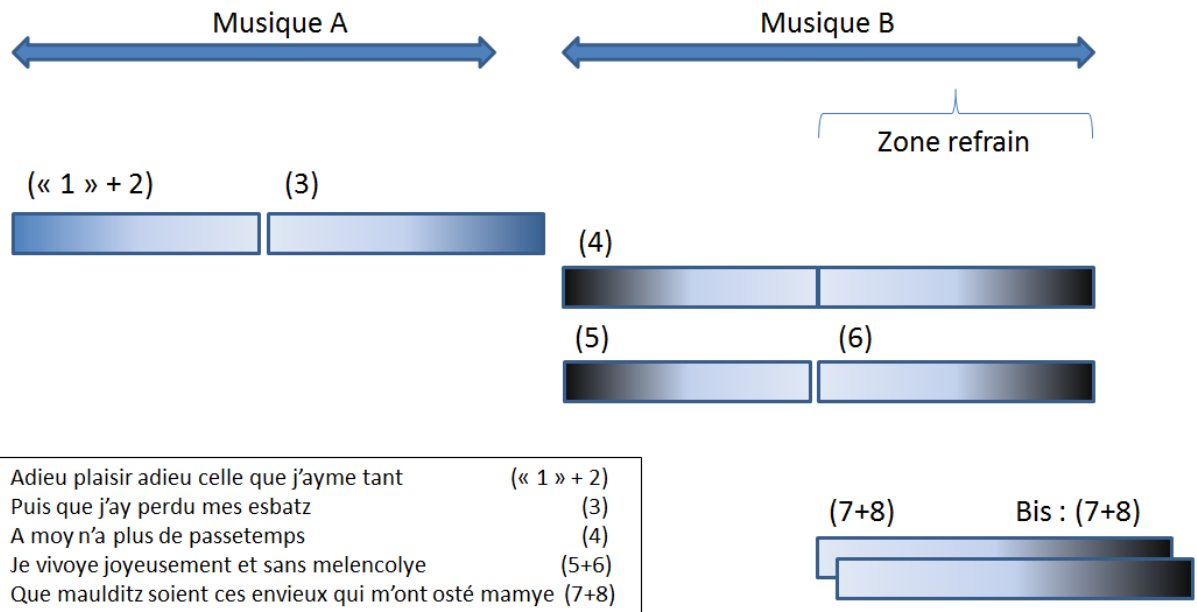 Musique A
Musique B
Zone refrain
(« 1 » + 2)
(3)
(4)
(5)
(6)
Adieu plaisir adieu celle que j’ayme tant (« 1 » + 2)
Puis que j’ay perdu mes esbatz (3)
A moy n’a plus de passetemps (4)
Je vivoye joyeusement et sans melencolye (5+6)
Que maulditz soient ces envieux qui m’ont osté mamye (7+8)
(7+8)
Bis : (7+8)